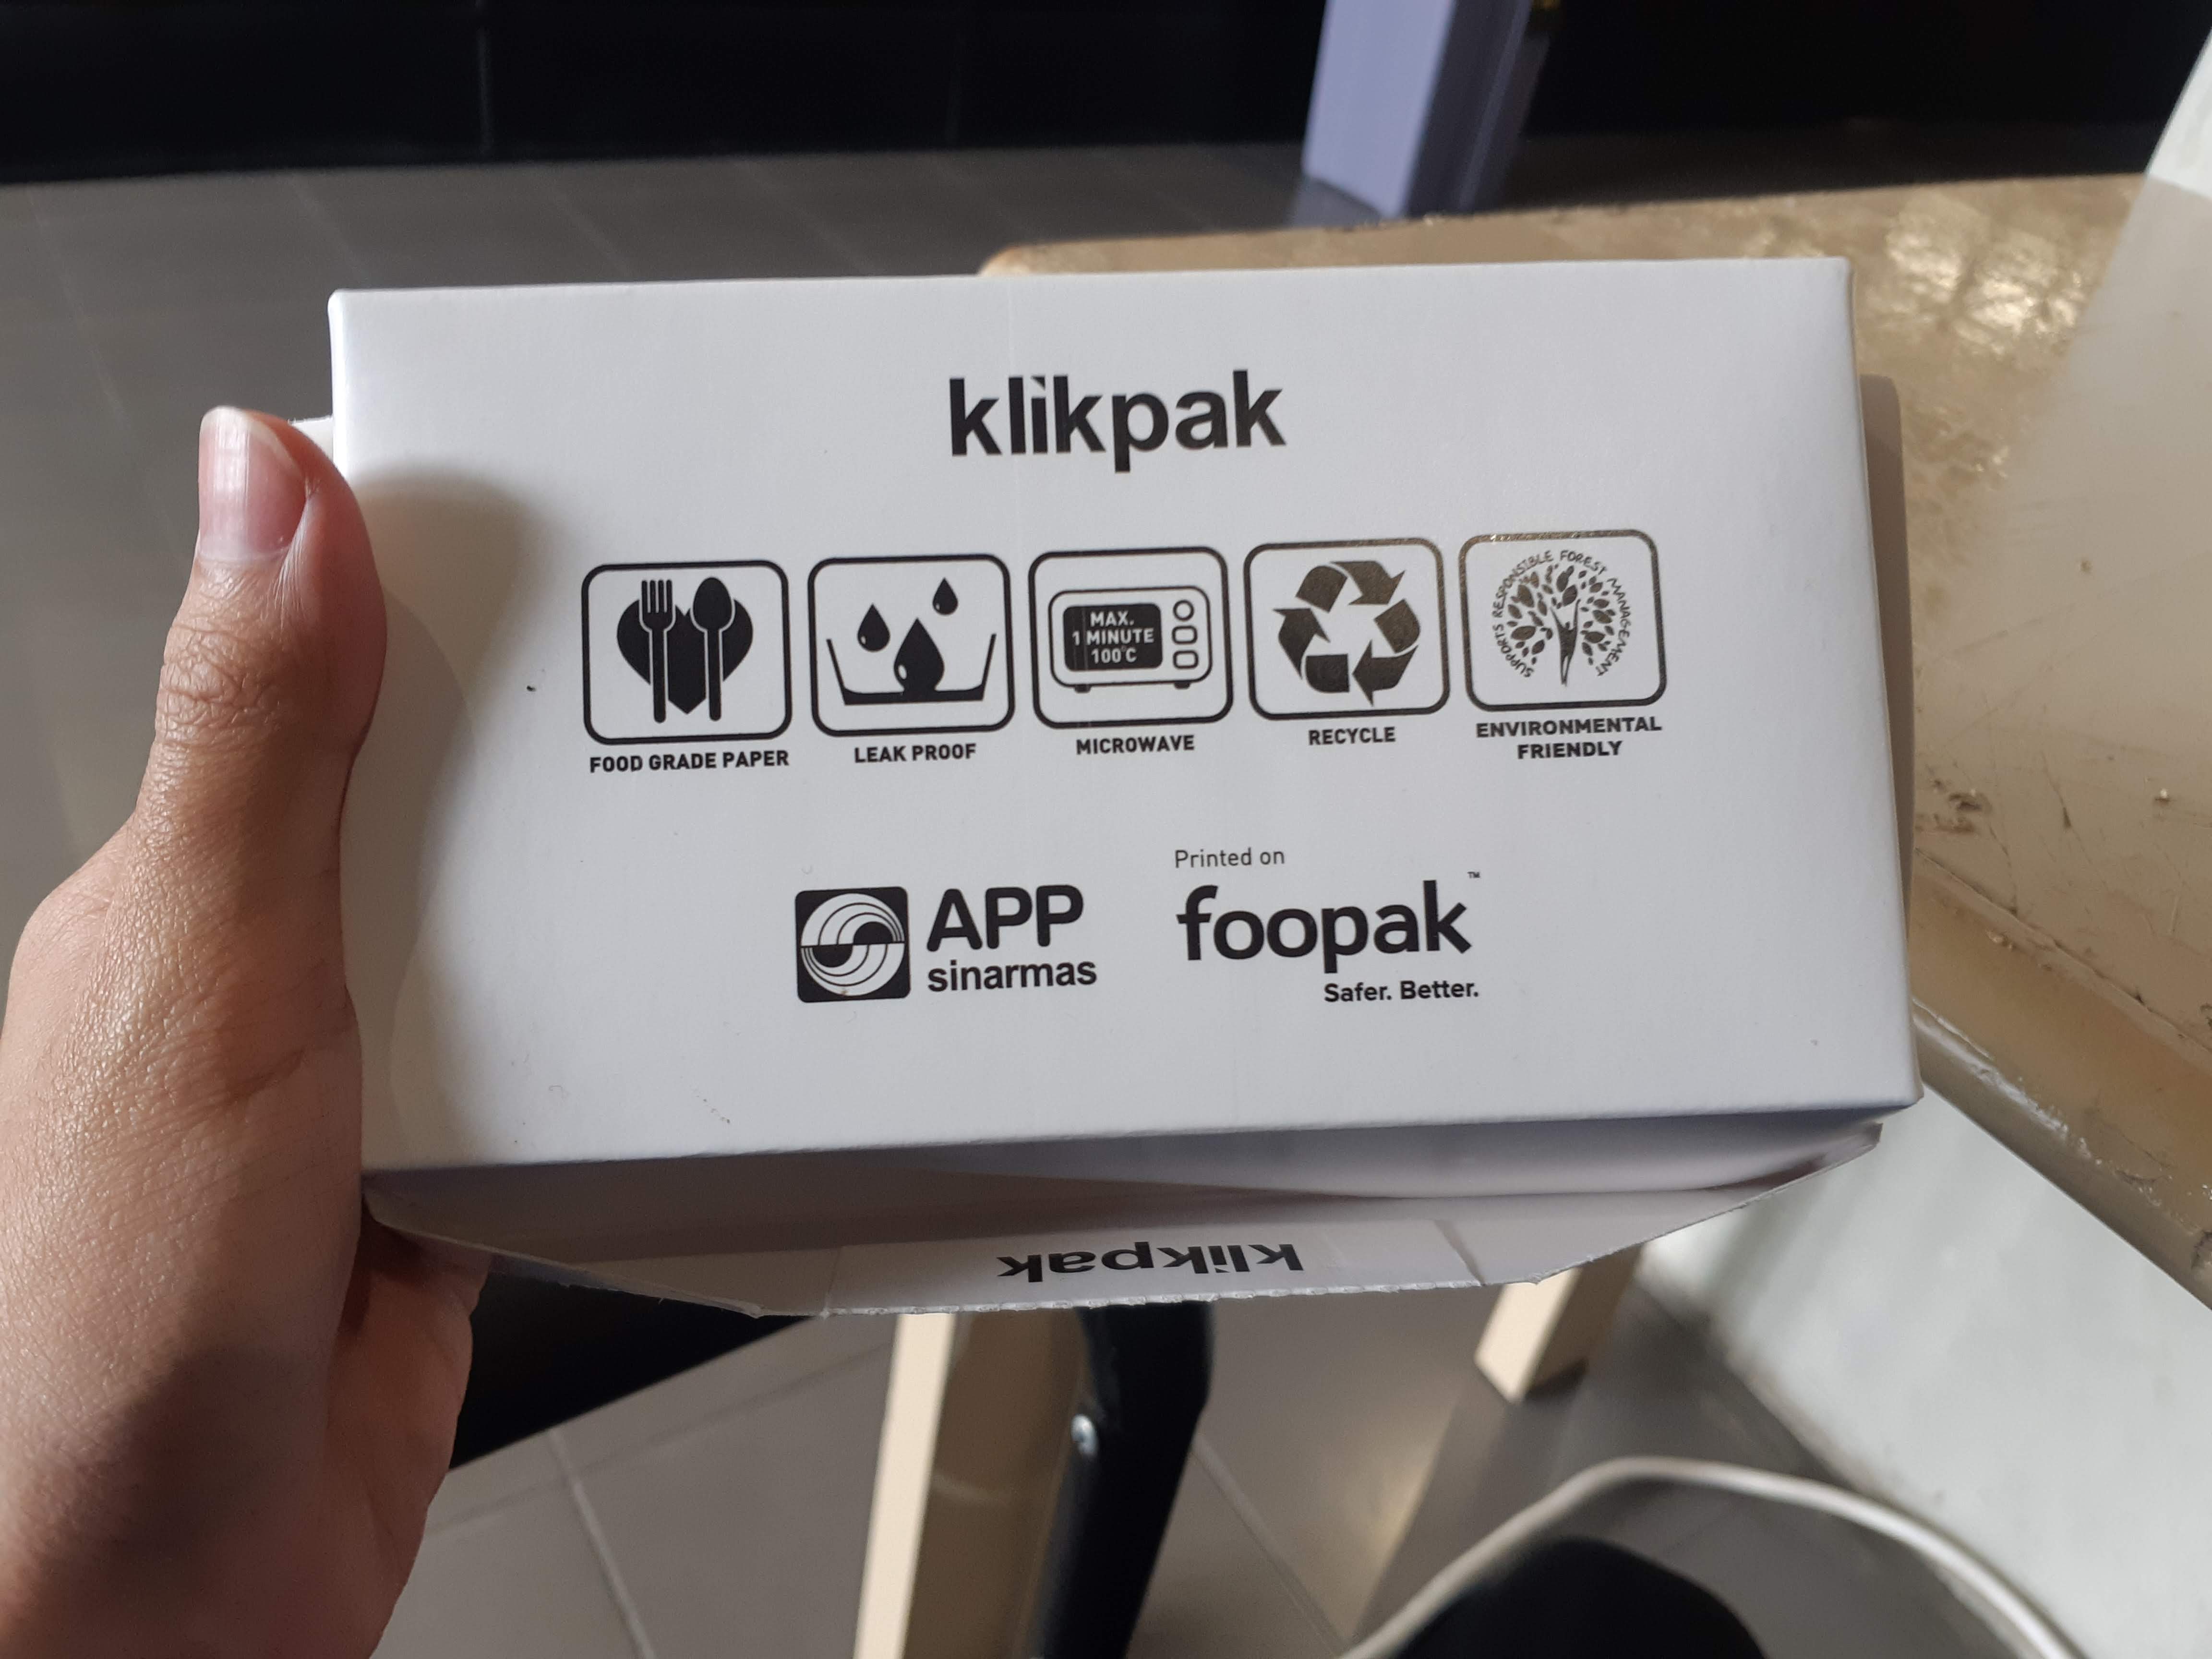 klikpak
MAX.
1 MINUTE
100°C
SUPPORTS RESPONSIBLE FOREST MANAGEMENT
FOOD GRADE PAPER
LEAK PROOF
MICROWAVE
RECYCLE
ENVIRONMENTAL
FRIENDLY
APP
sinarmas
Printed on
foopak™
Safer. Better.
klikpak